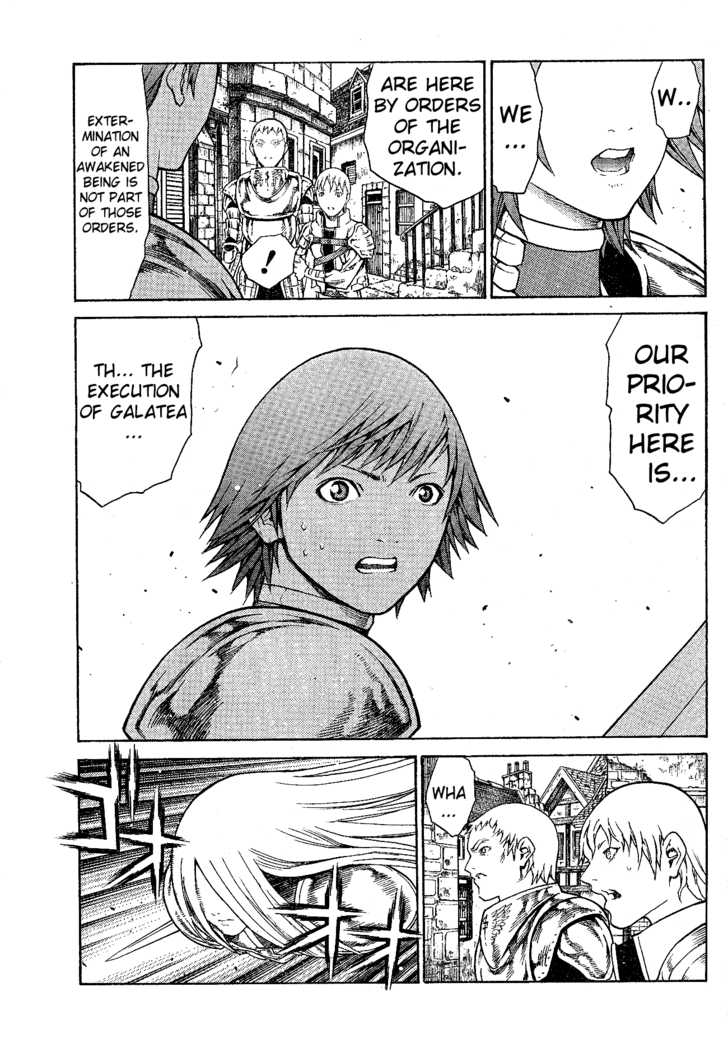 W..
WE
...
ARE HERE
BY ORDERS
OF THE
ORGANI-
ZATION.
!
EXTER-
MINATION
OF AN
AWAKENED
BEING IS
NOT PART
OF THOSE
ORDERS.
OUR
PRIO-
RITY
HERE
IS...
TH... THE
EXECUTION
OF GALATEA
...
WHA
...